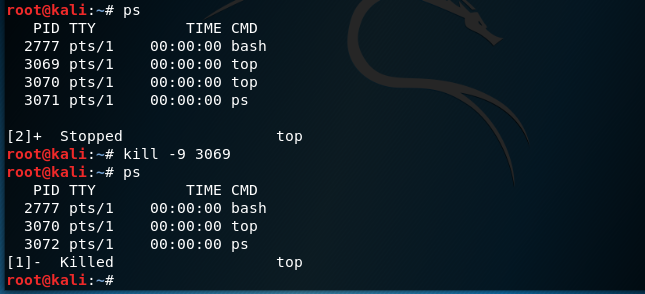 root@kali:~# ps
   PID TTY          TIME CMD
  2777 pts/1    00:00:00 bash
  3069 pts/1    00:00:00 top
  3070 pts/1    00:00:00 top
  3071 pts/1    00:00:00 ps

[2]+  Stopped                 top
root@kali:~# kill -9 3069
root@kali:~# ps
   PID TTY          TIME CMD
  2777 pts/1    00:00:00 bash
  3070 pts/1    00:00:00 top
  3072 pts/1    00:00:00 ps
[1]-  Killed                  top
root@kali:~#